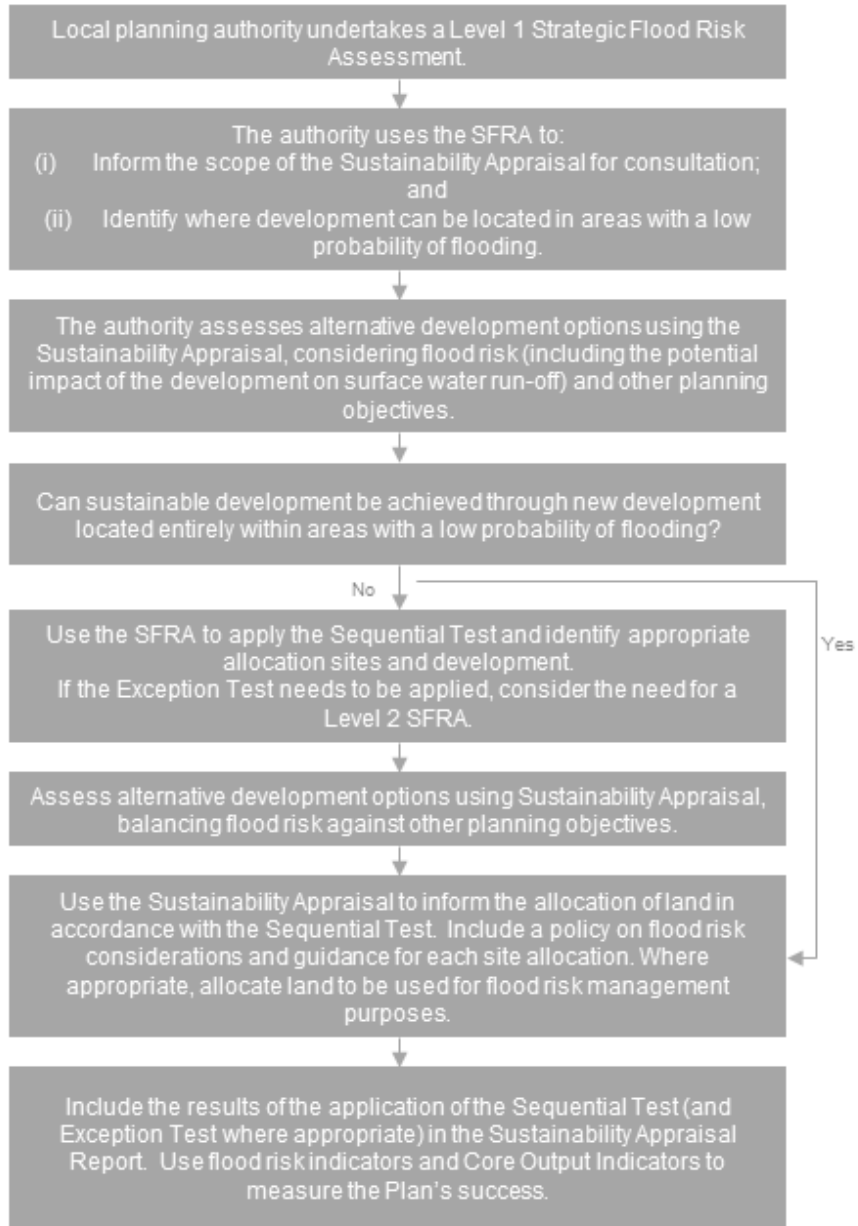 Local planning authority undertakes a Level 1 Strategic Flood Risk
Assessment.
The authority uses the SFRA to:
(i) Inform the scope of the Sustainability Appraisal for consultation;
and
(ii) Identify where development can be located in areas with a low
probability of flooding.
The authority assesses alternative development options using the
Sustainability Appraisal, considering flood risk (including the potential
impact of the development on surface water run-off) and other planning
objectives.
Can sustainable development be achieved through new development
located entirely within areas with a low probability of flooding?
No
Yes
Use the SFRA to apply the Sequential Test and identify appropriate
allocation sites and development.
If the Exception Test needs to be applied, consider the need for a
Level 2 SFRA.
Assess alternative development options using Sustainability Appraisal,
balancing flood risk against other planning objectives.
Use the Sustainability Appraisal to inform the allocation of land in
accordance with the Sequential Test. Include a policy on flood risk
considerations and guidance for each site allocation. Where
appropriate, allocate land to be used for flood risk management
purposes.
Include the results of the application of the Sequential Test (and
Exception Test where appropriate) in the Sustainability Appraisal
Report. Use flood risk indicators and Core Output Indicators to
measure the Plan's success.